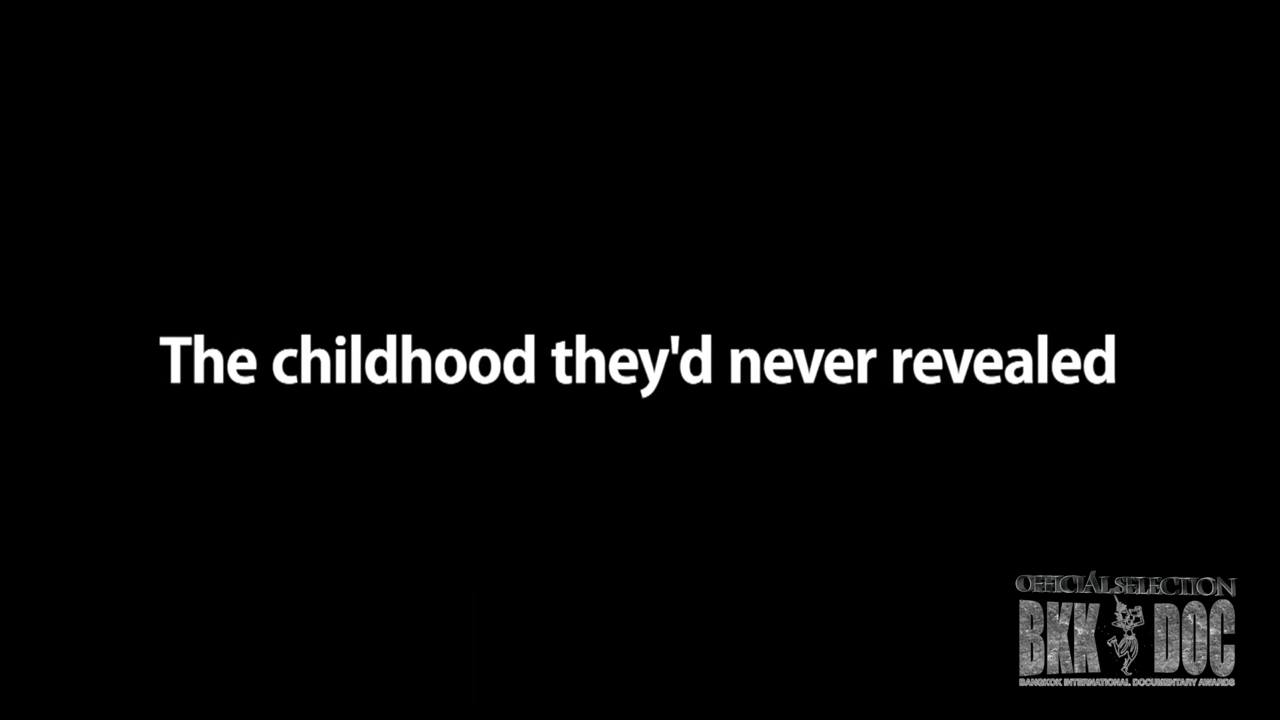 The childhood they'd never revealed
OFFICIAL SELECTION
BKK DOC
BANGKOK INTERNATIONAL DOCUMENTARY AWARDS